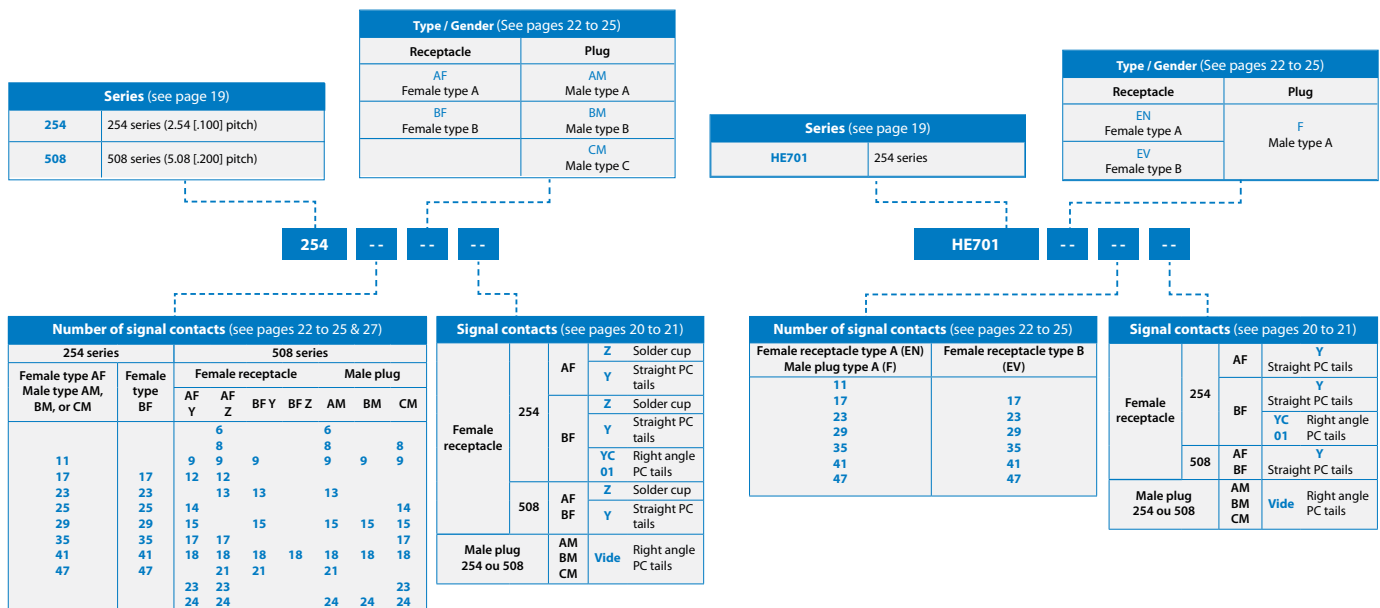 Type / Gender (See pages 22 to 25)
Receptacle Plug
AF AM
Female type A Male type A
BF BM
Female type B Male type B
CM
Male type C
Series (see page 19)
254 254 series (2.54 [.100] pitch)
508 508 series (5.08 [.200] pitch)
Series (see page 19)
HE701 254 series
Type / Gender (See pages 22 to 25)
Receptacle Plug
EN
Female type A
F
Male type A
EV
Female type B
254 - - - - - -
HE701 - - - - - -
Number of signal contacts (see pages 22 to 25 & 27)
254 series 508 series
Female type AF Male type AM, BM, or CM
Female type BF
Female receptacle Male plug
AF Y AF Z BF Y BF Z AM BM CM
6 6
8 8 8
11 9 9 9 9 9 9
17 17 12 12
23 23 13 13 13
25 25 14 14
29 29 15 15 15 15 15
35 35 17 17 17
41 41 18 18 18 18 18 18 18
47 47 21 21 21
23 23 23
24 24 24 24 24
Signal contacts (see pages 20 to 21)
Female receptacle
254
AF
Z Solder cup
Y Straight PC tails
BF
Z Solder cup
Y Straight PC tails
YC 01 Right angle PC tails
508
AF BF
Z Solder cup
Y Straight PC tails
Male plug 254 ou 508
AM BM CM
Vide Right angle PC tails
Number of signal contacts (see pages 22 to 25)
Female receptacle type A (EN) Male plug type A (F)
Female receptacle type B (EV)
11
17 17
23 23
29 29
35 35
41 41
47 47
Signal contacts (see pages 20 to 21)
Female receptacle
254
AF
Y
Straight PC tails
BF
Y
Straight PC tails
YC 01 Right angle PC tails
508
AF BF
Y
Straight PC tails
Male plug 254 ou 508
AM BM CM
Vide Right angle PC tails